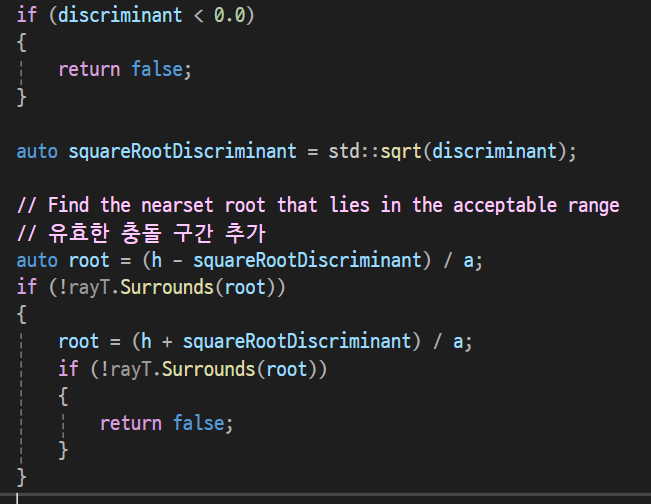 if (discriminant < 0.0)
{
    return false;
}

auto squareRootDiscriminant = std::sqrt(discriminant);

// Find the nearset root that lies in the acceptable range
// 유효한 충돌 구간 추가
auto root = (h - squareRootDiscriminant) / a;
if (!rayT.Surrounds(root))
{
    root = (h + squareRootDiscriminant) / a;
    if (!rayT.Surrounds(root))
    {
        return false;
    }
}